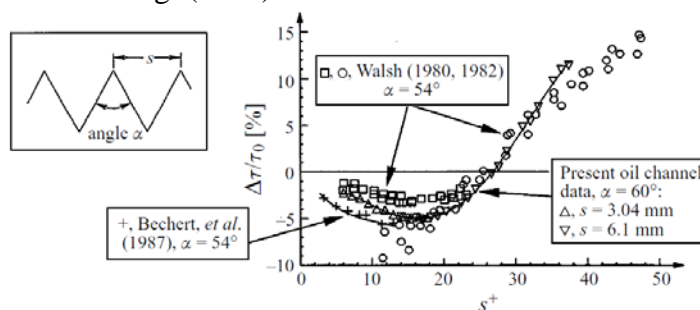 s
angle α
15
10
5
0
−5
−10
Δτ/τ₀ [%]
□, ○, Walsh (1980, 1982)
α = 54°
+, Bechert, et al.
(1987), α = 54°
Present oil channel
data, α = 60°:
△, s = 3.04 mm
▽, s = 6.1 mm
0 10 20 30 40 50
s⁺